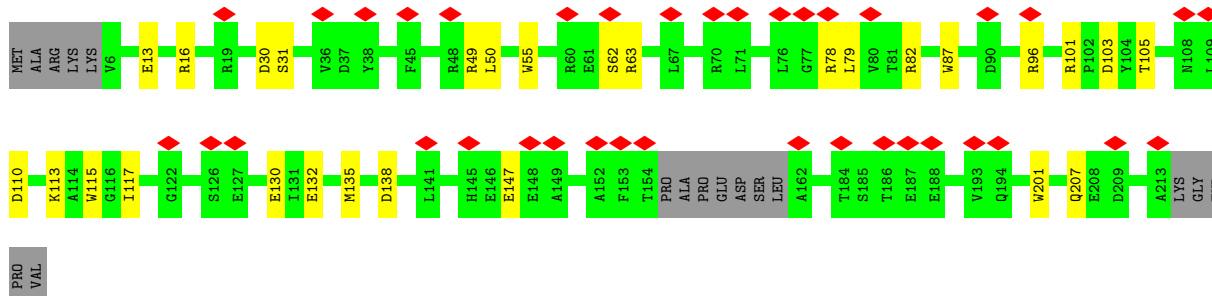 MET ALA ARG LYS LYS V6 E13 R16 R19 D30 S31 V36 D37 Y38 F45 R48 R49 L50 W55 R60 E61 S62 R63 L67 R70 L71 L76 G77 R78 L79 V80 T81 R82 W87 D90 R96 R101 P102 D103 Y104 T105 N108 L109
D110 K113 A114 W115 G116 I117 G122 S126 E127 E130 I131 E132 M135 D138 L141 H145 E146 E147 E148 A149 A152 F153 T154 PRO ALA PRO GLU ASP SER LEU A162 T184 S185 T186 E187 E188 V193 Q194 W201 Q207 E208 D209 A213 LYS GLY
PRO VAL